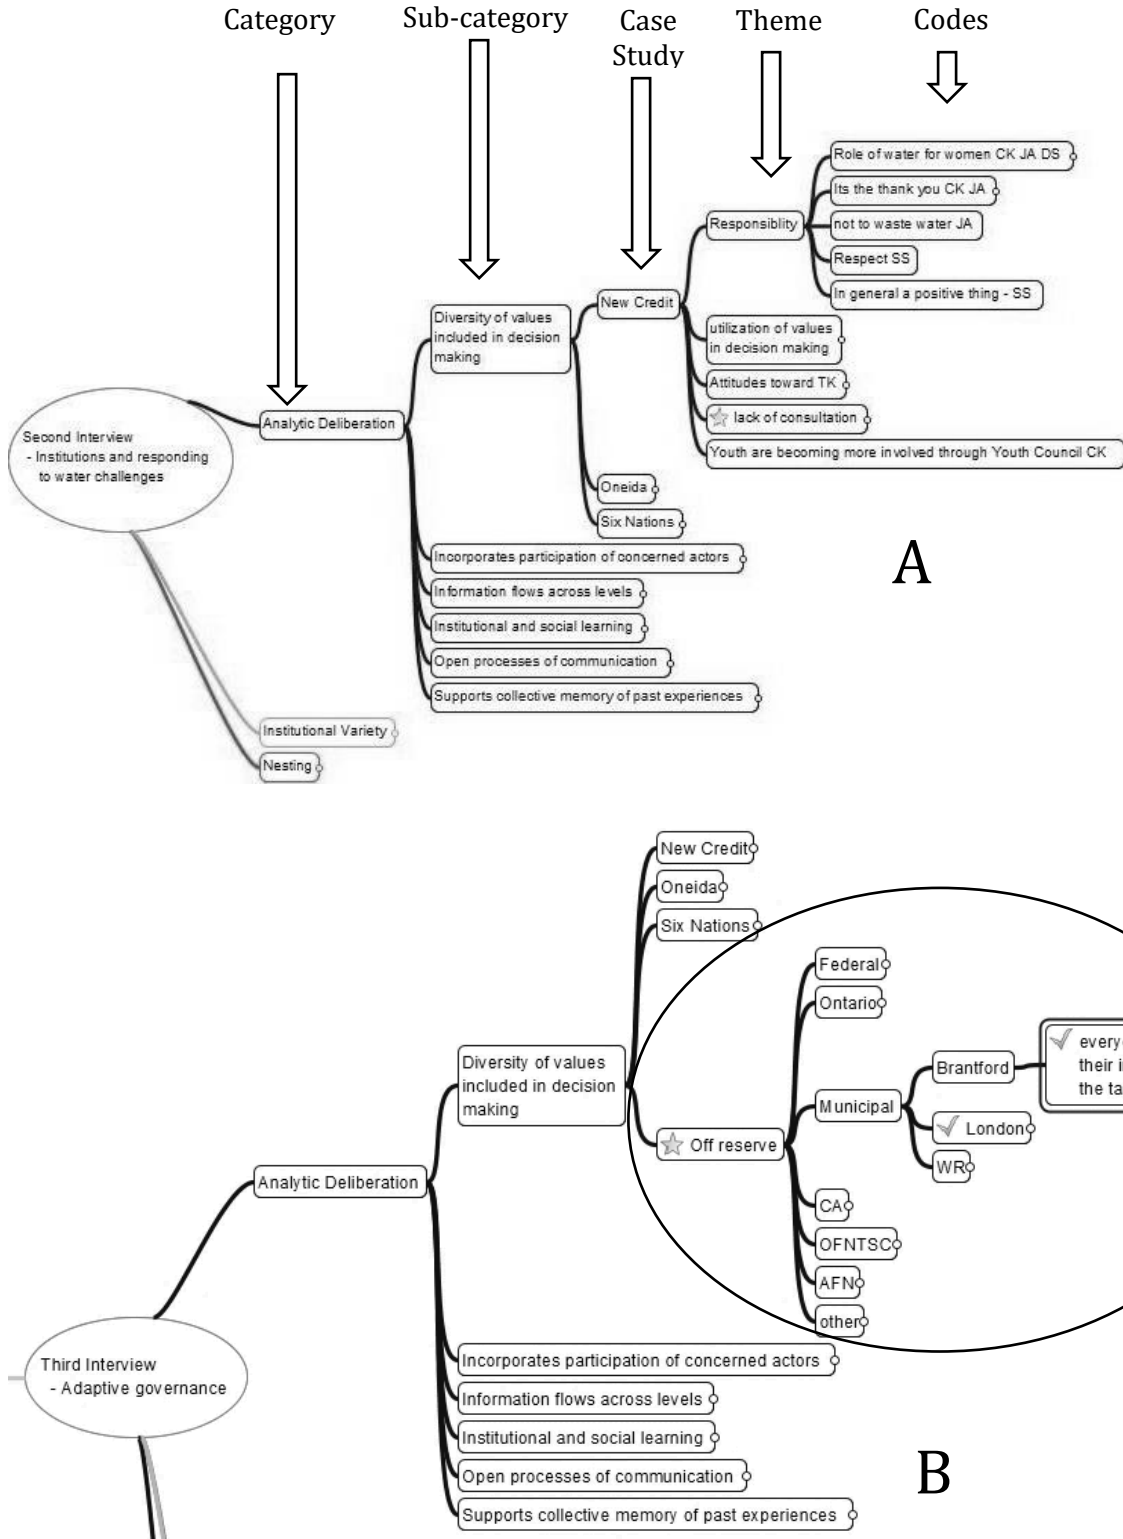 Category
Sub-category
Case
Study
Theme
Codes
Role of water for women CK JA DS
Its the thank you CK JA
Responsiblity
not to waste water JA
Respect SS
In general a positive thing - SS
New Credit
Diversity of values
included in decision
making
utilization of values
in decision making
Attitudes toward TK
lack of consultation
Youth are becoming more involved through Youth Council CK
Analytic Deliberation
Second Interview
- Institutions and responding
to water challenges
Oneida
Six Nations
Incorporates participation of concerned actors
Information flows across levels
Institutional and social learning
Open processes of communication
Supports collective memory of past experiences
A
Institutional Variety
Nesting
New Credit
Oneida
Six Nations
Federal
Ontario
Diversity of values
included in decision
making
Brantford
every
their i
the ta
Municipal
London
WR
Off reserve
Analytic Deliberation
CA
OFNTSC
AFN
other
Third Interview
- Adaptive governance
Incorporates participation of concerned actors
Information flows across levels
Institutional and social learning
Open processes of communication
Supports collective memory of past experiences
B